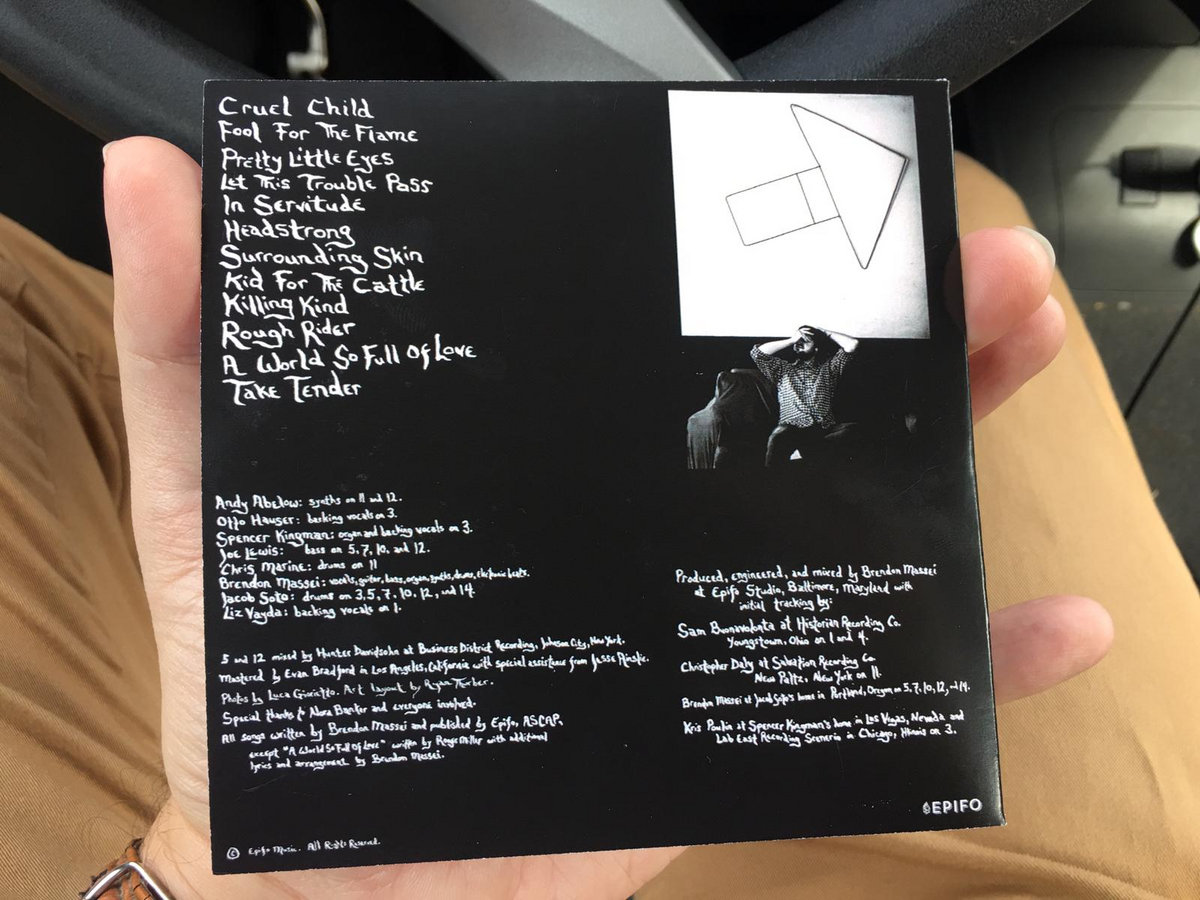 Cruel Child
Fool For The Flame
Pretty Little Eyes
Let This Trouble Pass
In Servitude
Headstrong
Surrounding Skin
Kid For The Cattle
Killing Kind
Rough Rider
A World So Full Of Love
Take Tender
Andy Abelow: synths on 11 and 12.
Otto Hauser: backing vocals on 3.
Spencer Kingman: organ and backing vocals on 3.
Joe Lewis: bass on 5, 7, 10, and 12.
Chris Marine: drums on 11
Brendon Massei: vocals, guitar, bass, organ, synths, drums, electronic beats.
Jacob Soto: drums on 3, 5, 7, 10, 12, and 14.
Liz Vayda: backing vocals on 1.
5 and 12 mixed by Hunter Davidsohn at Business District Recording, Johnson City, New York.
Mastered by Evan Bradford in Los Angeles, California with special assistance from Jesse
Photos by Luca Art layout by Ryan
Special thanks to Nora and everyone involved.
All songs written by Brendon Massei and published by Epifo, ASCAP,
except "A World So Full Of Love" written by Roger Miller with additional
lyrics and arrangement by Brendon Massei.
Produced, engineered, and mixed by Brendon Massei
at Epifo Studio, Baltimore, Maryland with
initial tracking by:
Sam Buonavolonta at Historian Recording Co.
Youngstown, Ohio on 1 and 4.
Christopher Daly at Salvation Recording Co.
New Paltz, New York on 11.
Brendon Massei at Jacob Soto's home in Portland, Oregon on 5, 7, 10, 12, and 14.
Kris Poulin at Spencer Kingman's home in Las Vegas, Nevada and
Lab East Recording in Chicago, Illinois on 3.
EPIFO
© Epifo Music. All Rights Reserved.